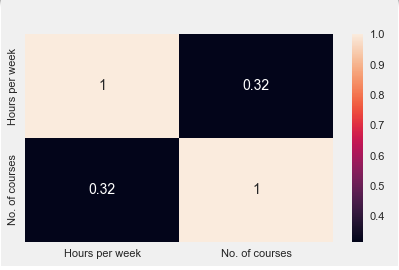 Hours per week
No. of courses
1
0.32
0.32
1
Hours per week
No. of courses
1.0
0.9
0.8
0.7
0.6
0.5
0.4